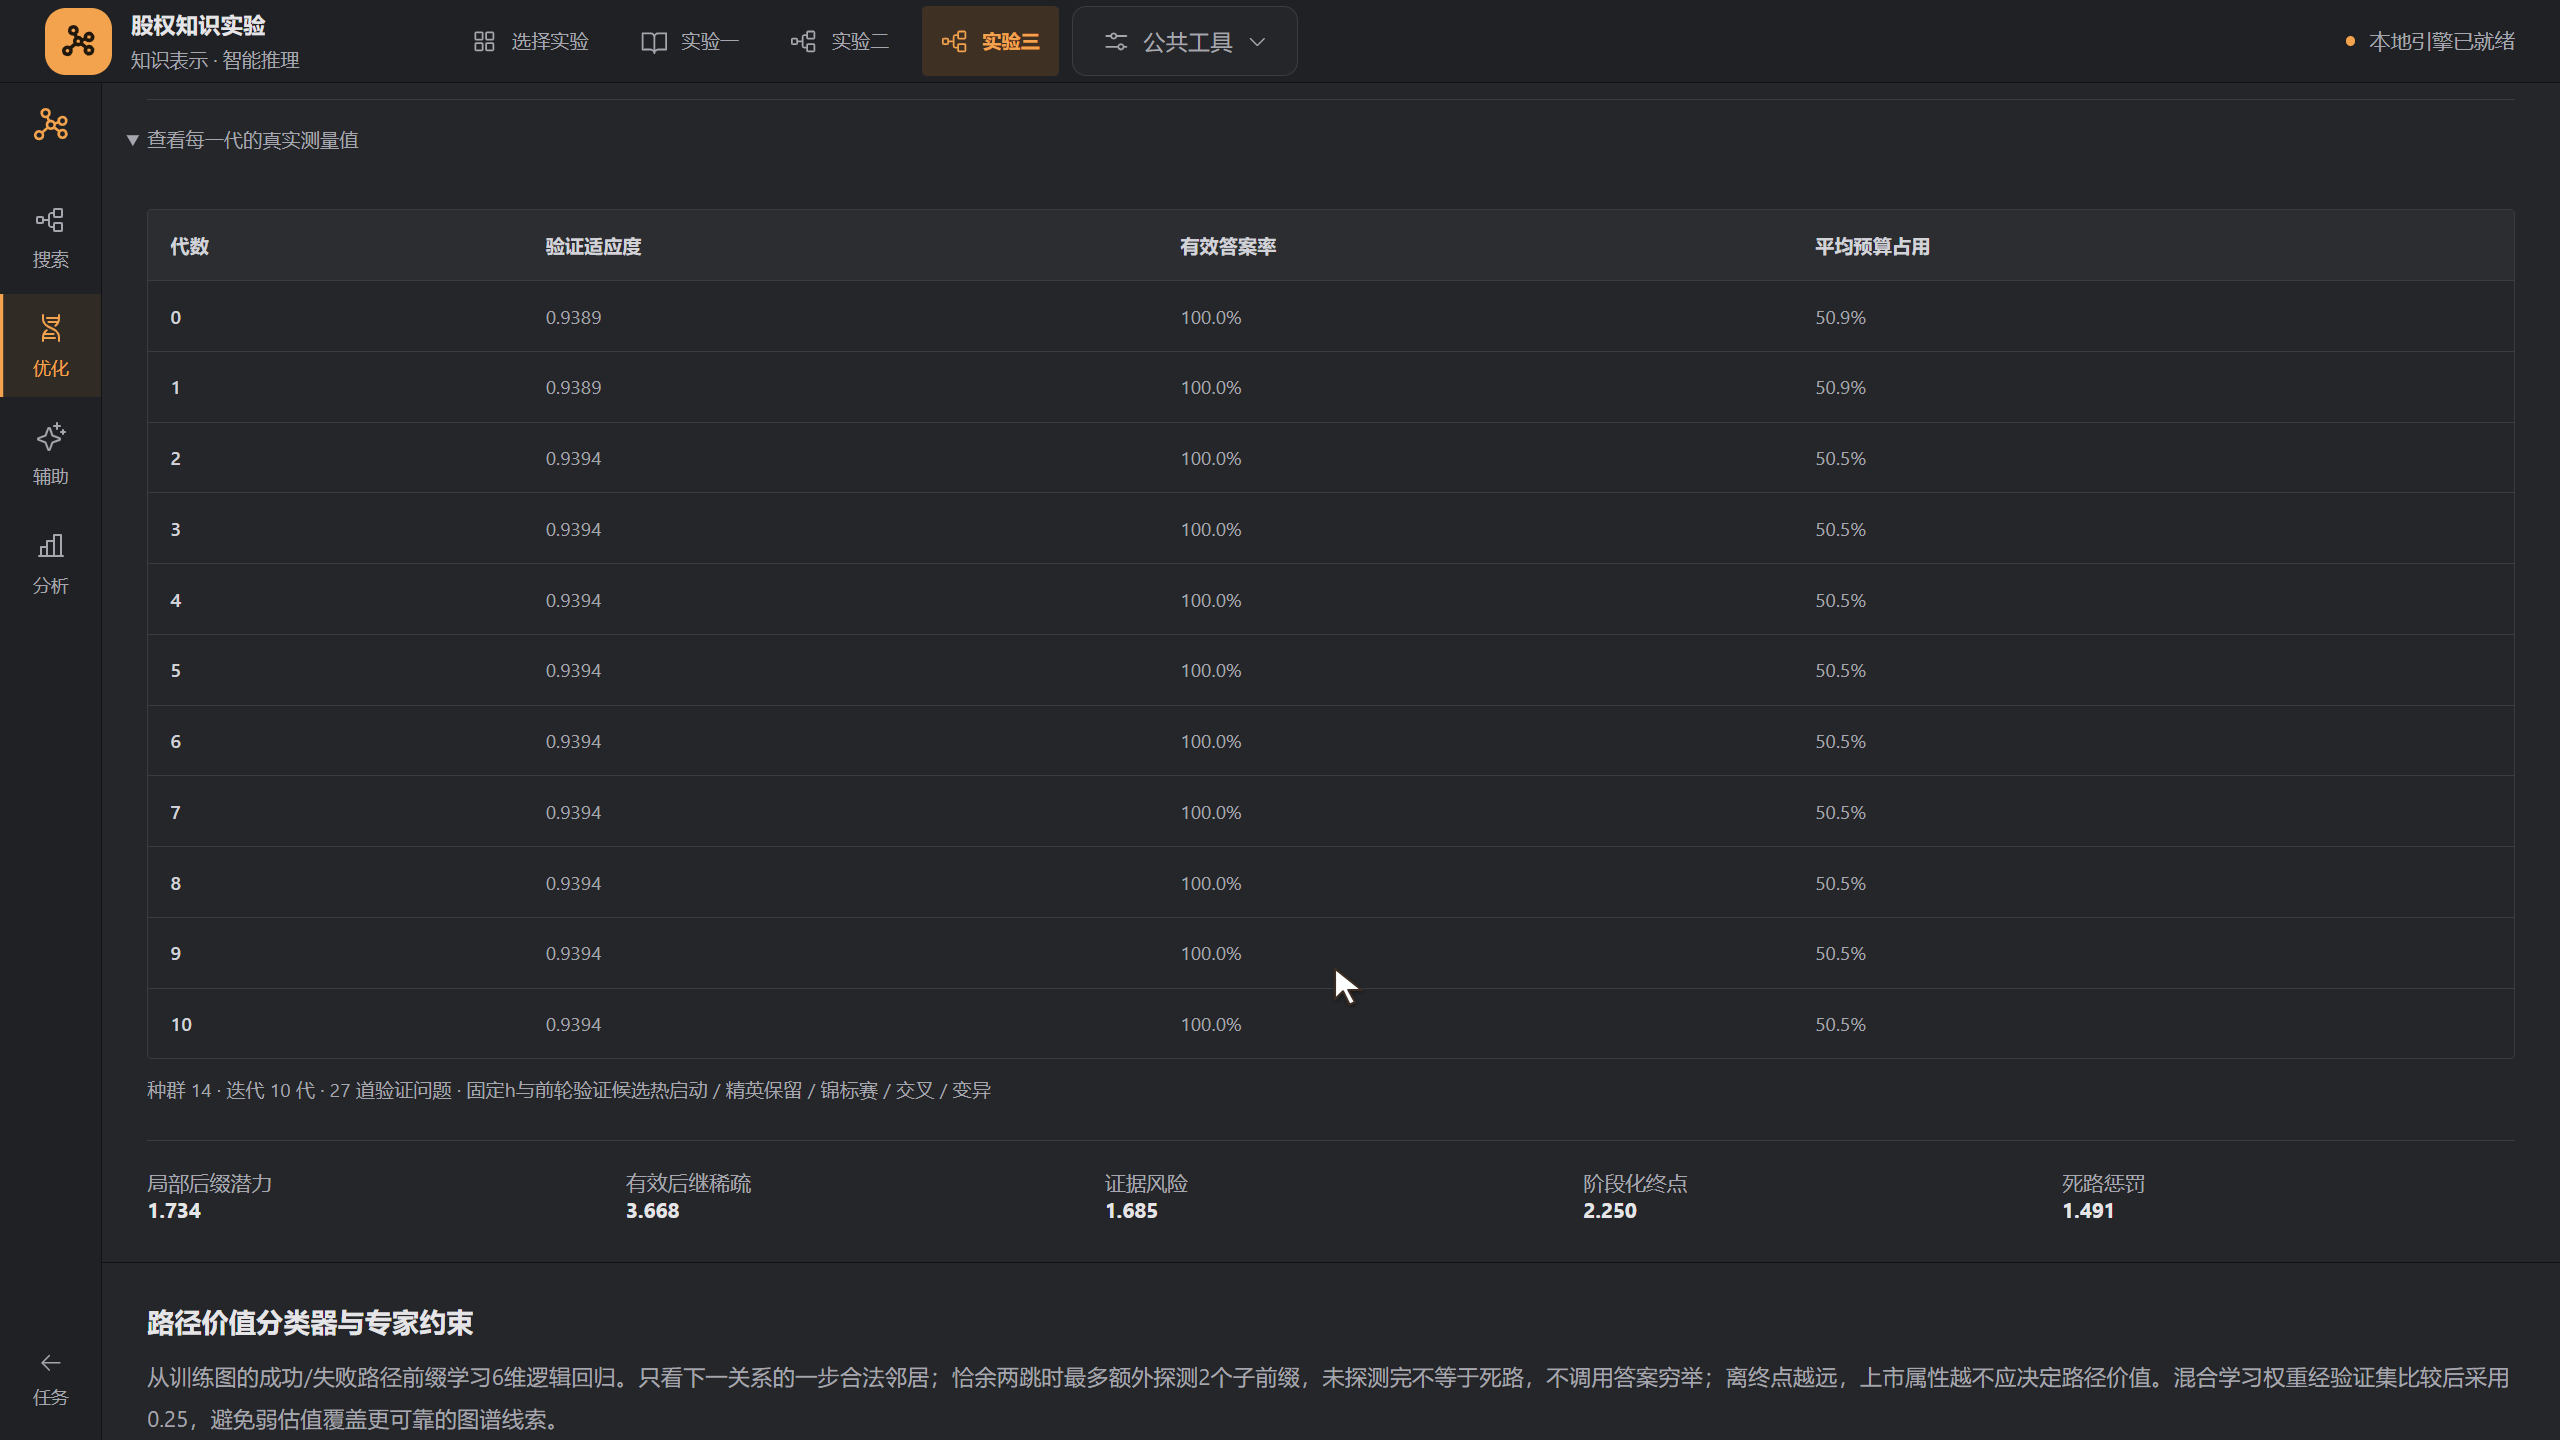 股权知识实验
知识表示 · 智能推理
选择实验
实验一
实验二
实验三
公共工具
本地引擎已就绪
搜索
优化
辅助
分析
任务
▼ 查看每一代的真实测量值
代数 验证适应度 有效答案率 平均预算占用
0 0.9389 100.0% 50.9%
1 0.9389 100.0% 50.9%
2 0.9394 100.0% 50.5%
3 0.9394 100.0% 50.5%
4 0.9394 100.0% 50.5%
5 0.9394 100.0% 50.5%
6 0.9394 100.0% 50.5%
7 0.9394 100.0% 50.5%
8 0.9394 100.0% 50.5%
9 0.9394 100.0% 50.5%
10 0.9394 100.0% 50.5%
种群 14 · 迭代 10 代 · 27 道验证问题 · 固定h与前轮验证候选热启动 / 精英保留 / 锦标赛 / 交叉 / 变异
局部后缀潜力 有效后继稀疏 证据风险 阶段化终点 死路惩罚
1.734 3.668 1.685 2.250 1.491
路径价值分类器与专家约束
从训练图的成功/失败路径前缀学习6维逻辑回归。只看下一关系的一步合法邻居；恰余两跳时最多额外探测2个子前缀，未探测完不等于死路，不调用答案穷举；离终点越远，上市属性越不应决定路径价值。混合学习权重经验证集比较后采用
0.25，避免弱估值覆盖更可靠的图谱线索。